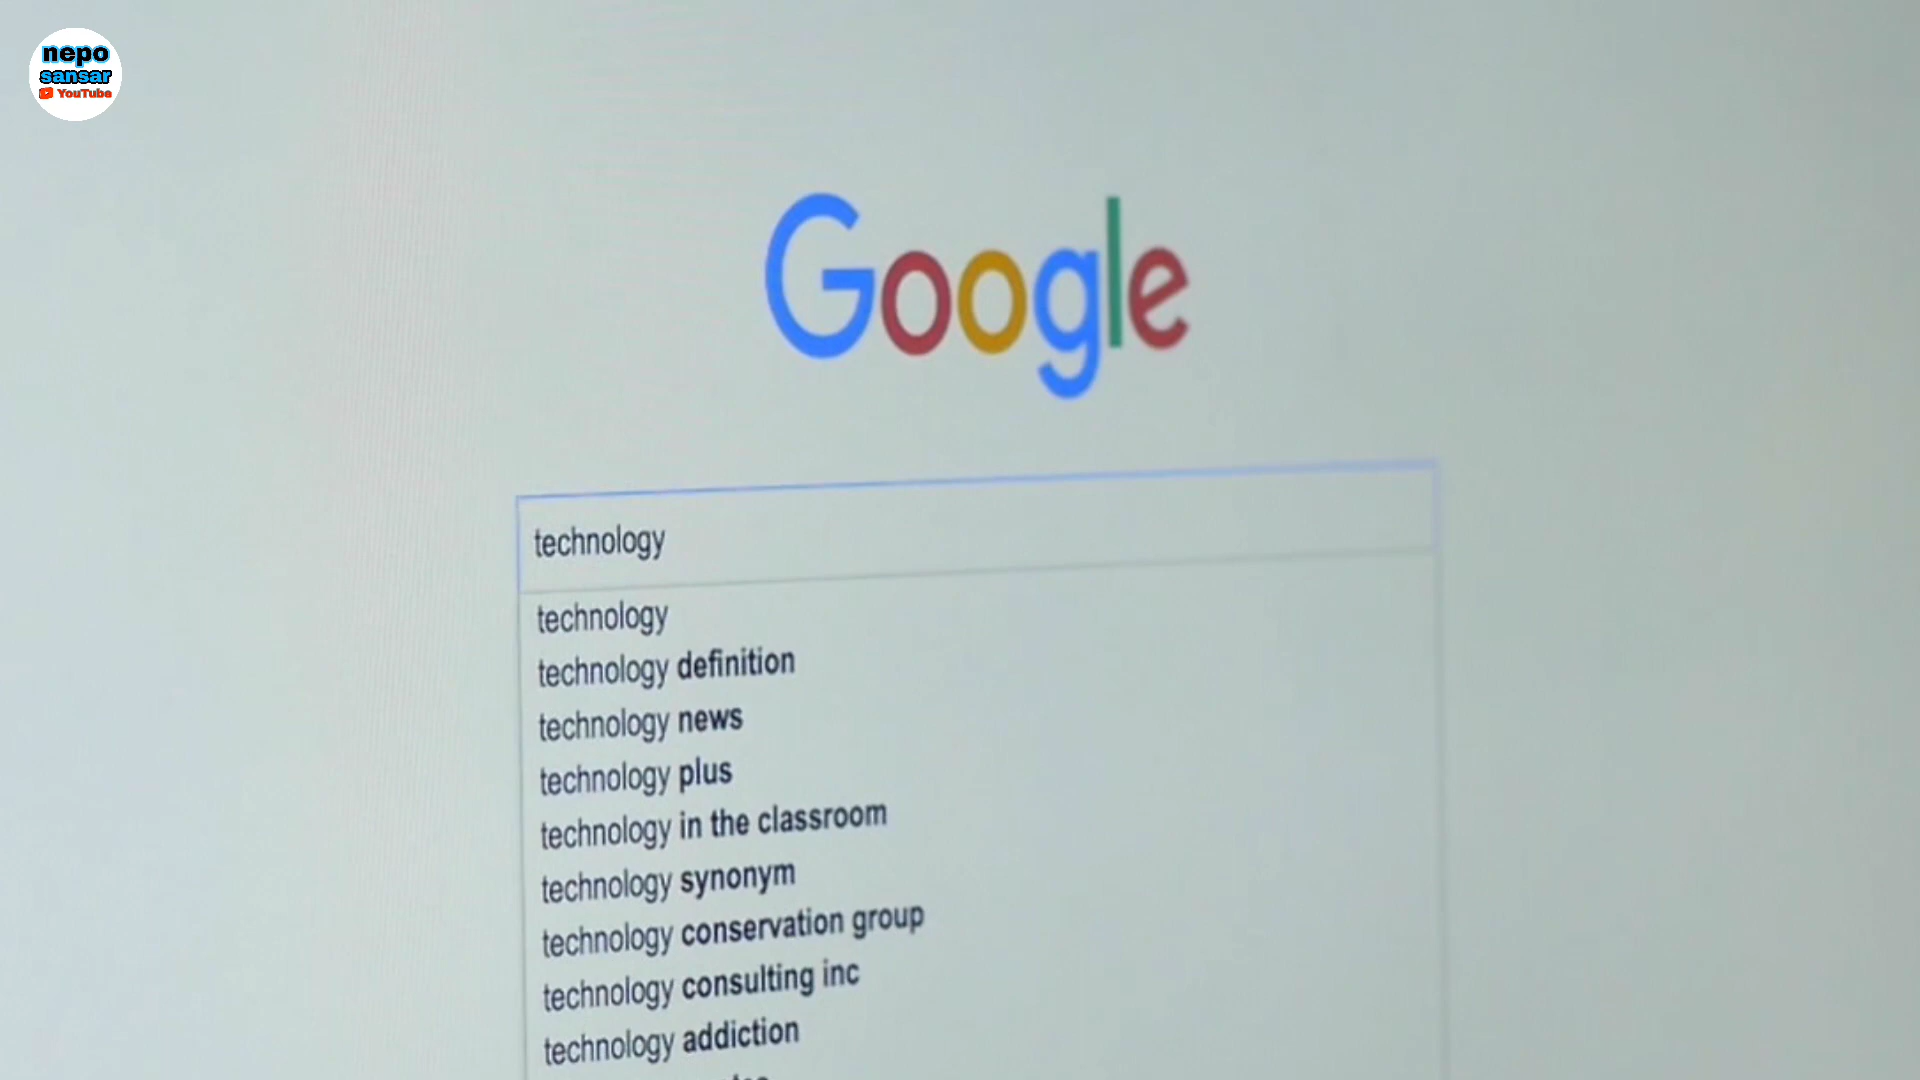 nepo
sansar
YouTube
Google
technology
technology
technology definition
technology news
technology plus
technology in the classroom
technology synonym
technology conservation group
technology consulting inc
technology addiction